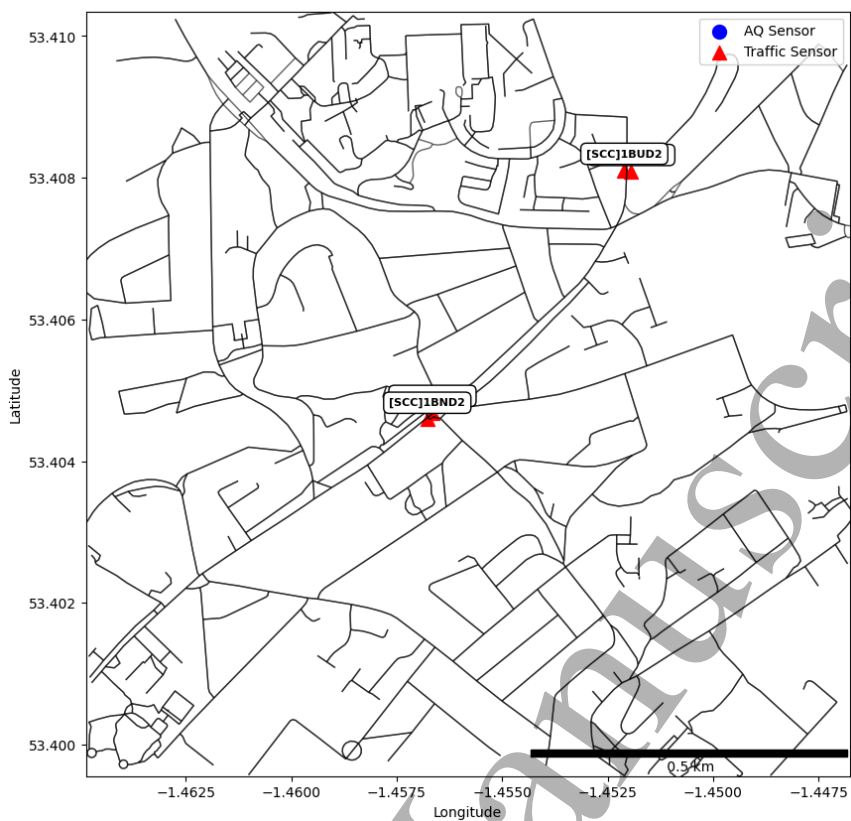 AQ Sensor
Traffic Sensor
53.410
53.408
53.406
53.404
53.402
53.400
Latitude
[SCC]1BUD2
[SCC]1BND2
0.5 km
−1.4625
−1.4600
−1.4575
−1.4550
−1.4525
−1.4500
−1.4475
Longitude